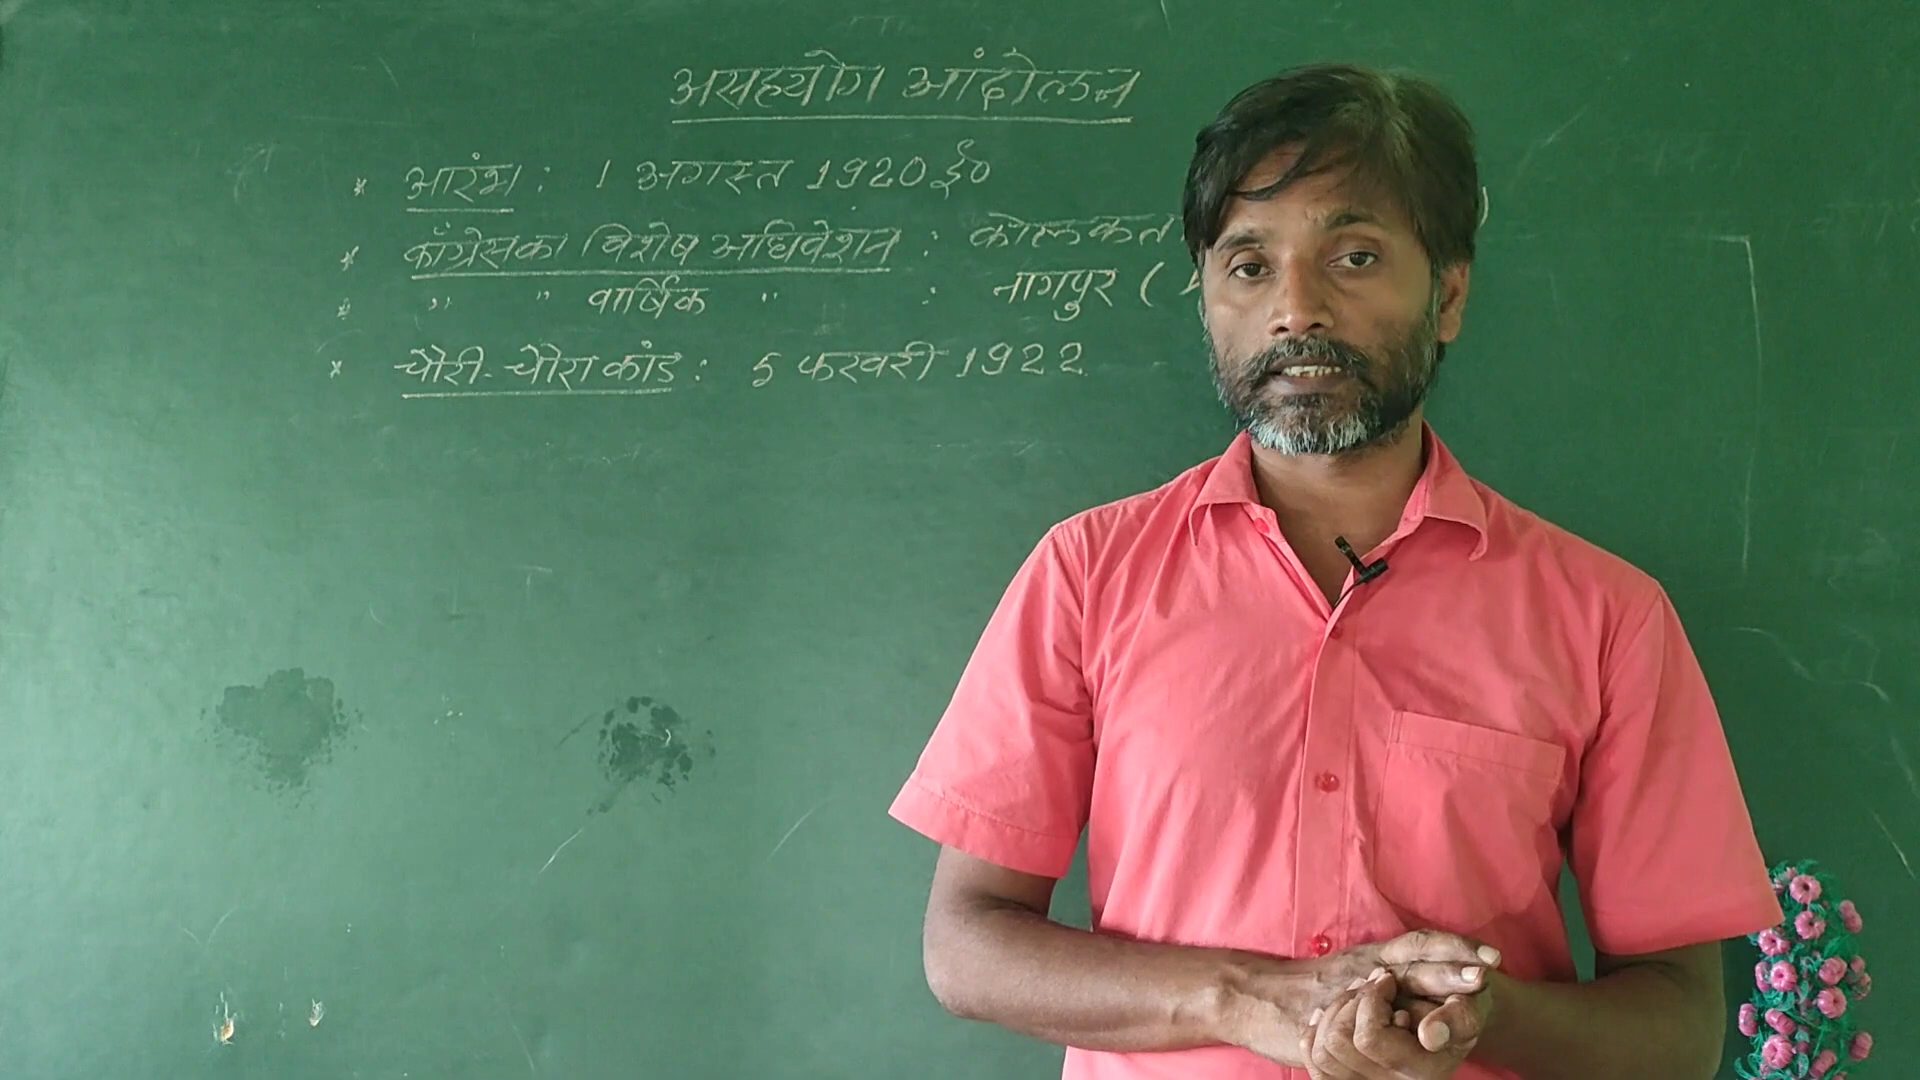 असहयोग आंदोलन
* आरंभ : 1 अगस्त 1920 ई०
* काँग्रेस का विशेष अधिवेशन : कोलकत )
* " " वार्षिक " : नागपुर (
* चौरी-चौरा कांड : 5 फरवरी 1922